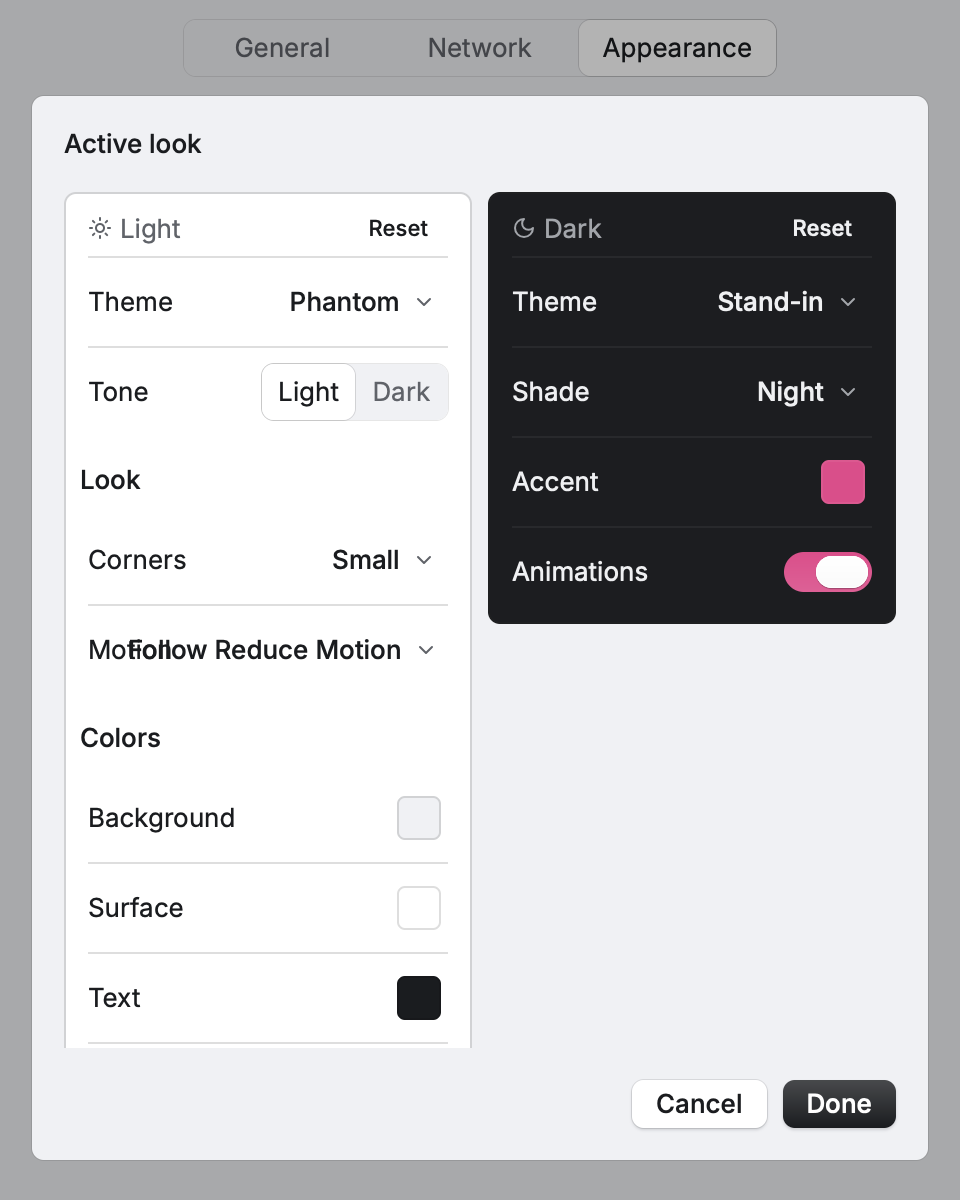 General
Network
Appearance
Active look
Light
Reset
Theme
Phantom
Tone
Light
Dark
Look
Corners
Small
Motion
Follow Reduce Motion
Colors
Background
Surface
Text
Dark
Reset
Theme
Stand-in
Shade
Night
Accent
Animations
Cancel
Done